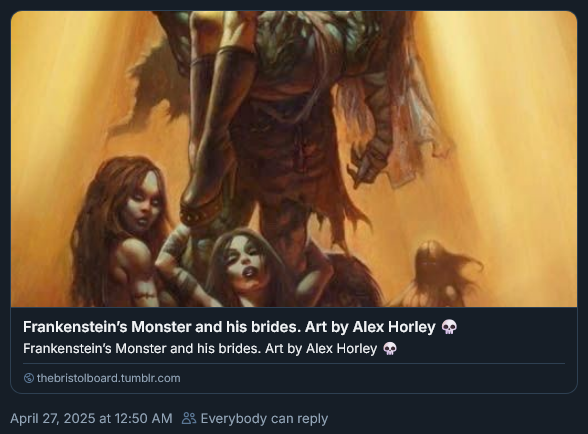 Frankenstein’s Monster and his brides. Art by Alex Horley 💀
Frankenstein’s Monster and his brides. Art by Alex Horley 💀
thebristolboard.tumblr.com
April 27, 2025 at 12:50 AM Everybody can reply